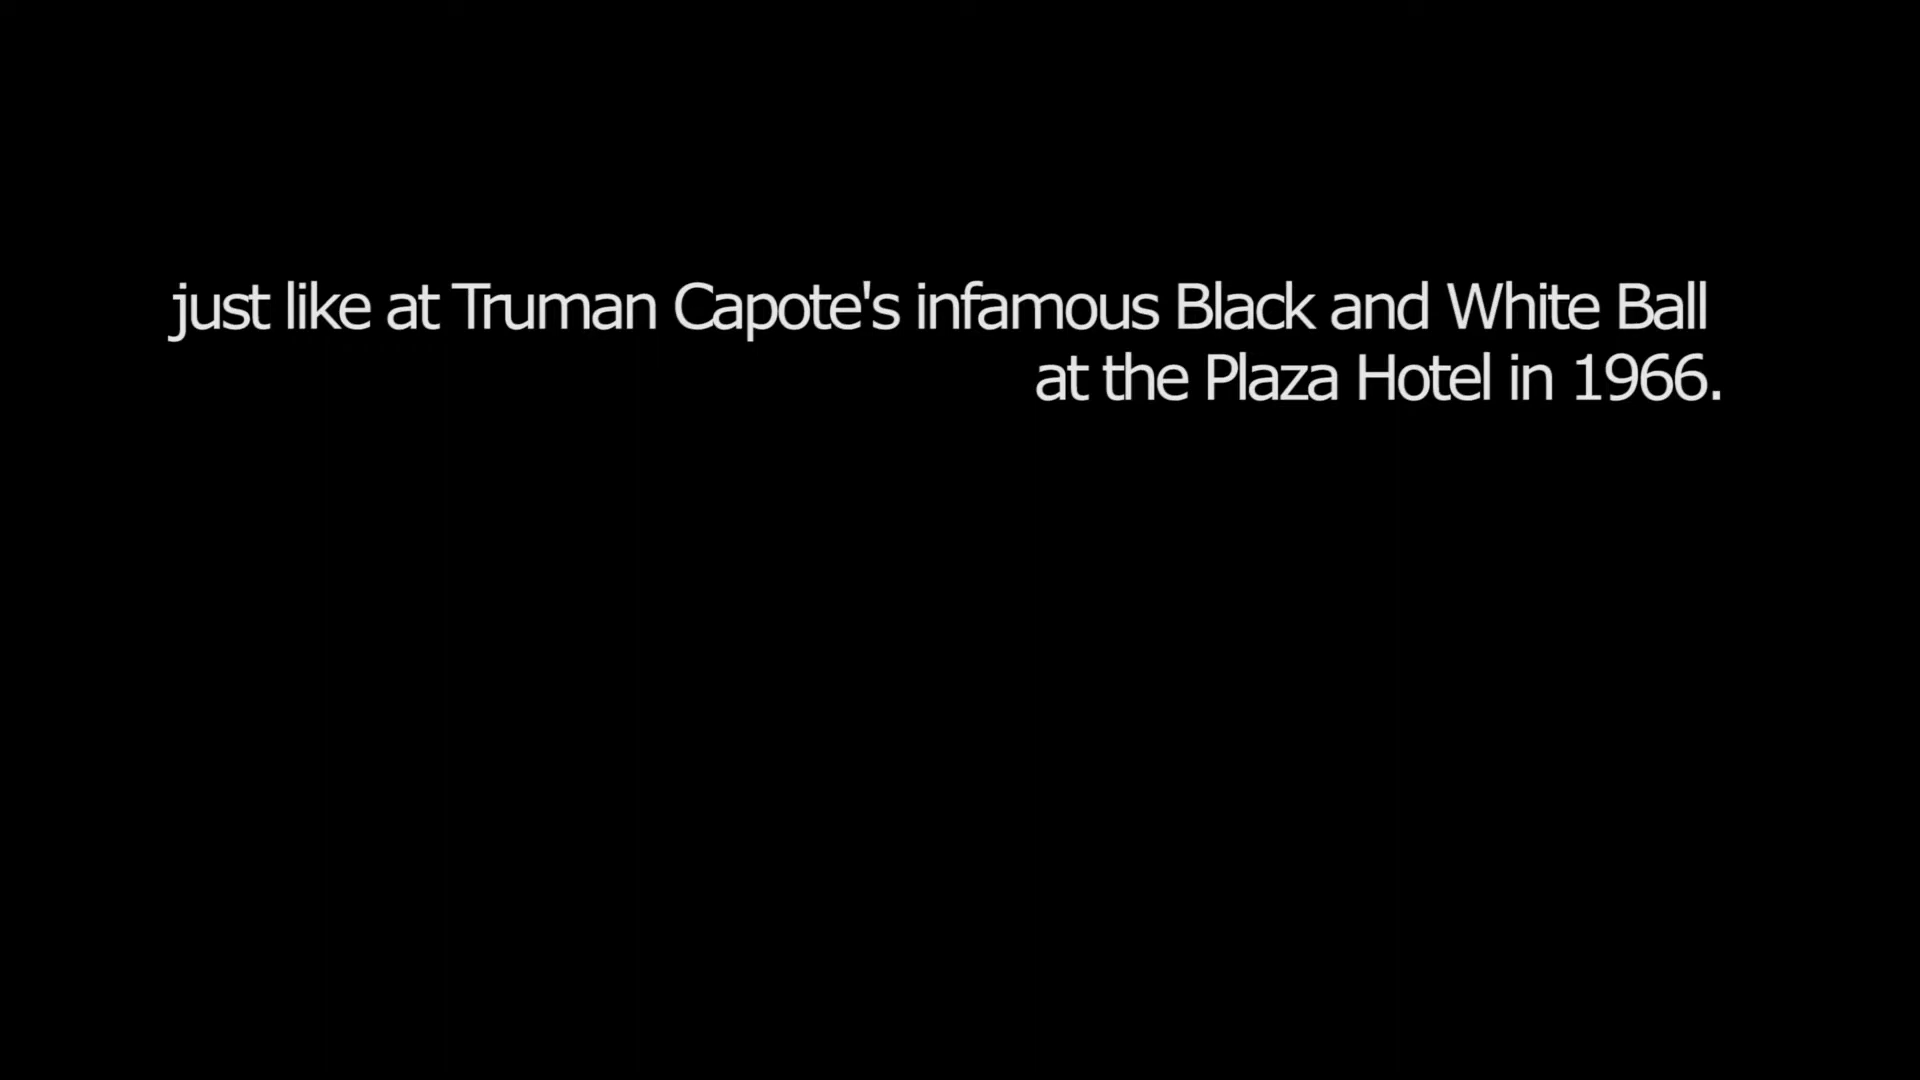 just like at Truman Capote's infamous Black and White Ball
at the Plaza Hotel in 1966.